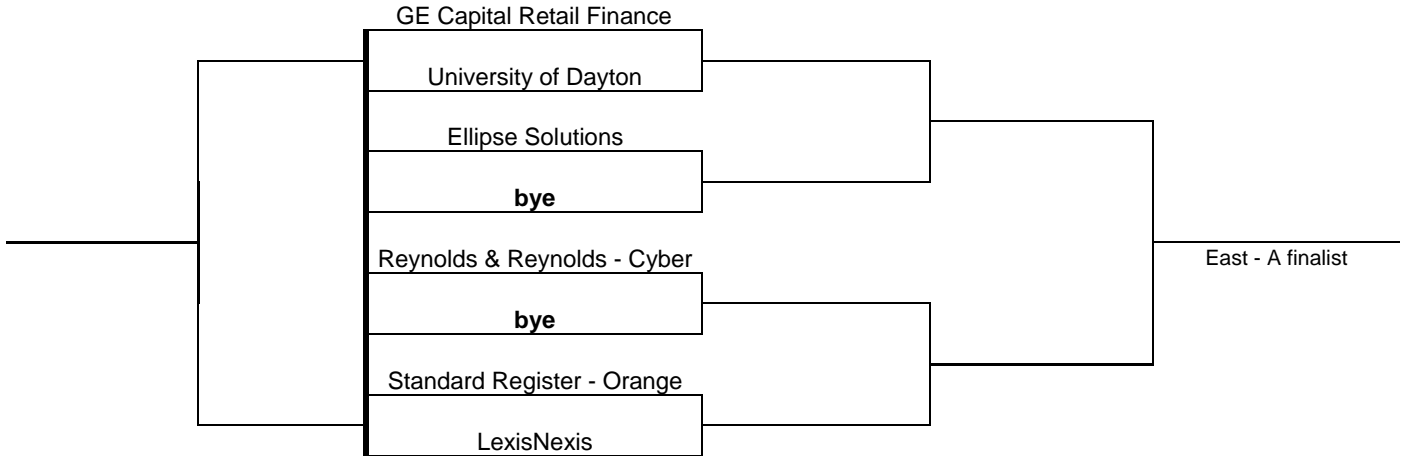 GE Capital Retail Finance
University of Dayton
Ellipse Solutions
bye
Reynolds & Reynolds - Cyber
East - A finalist
bye
Standard Register - Orange
LexisNexis